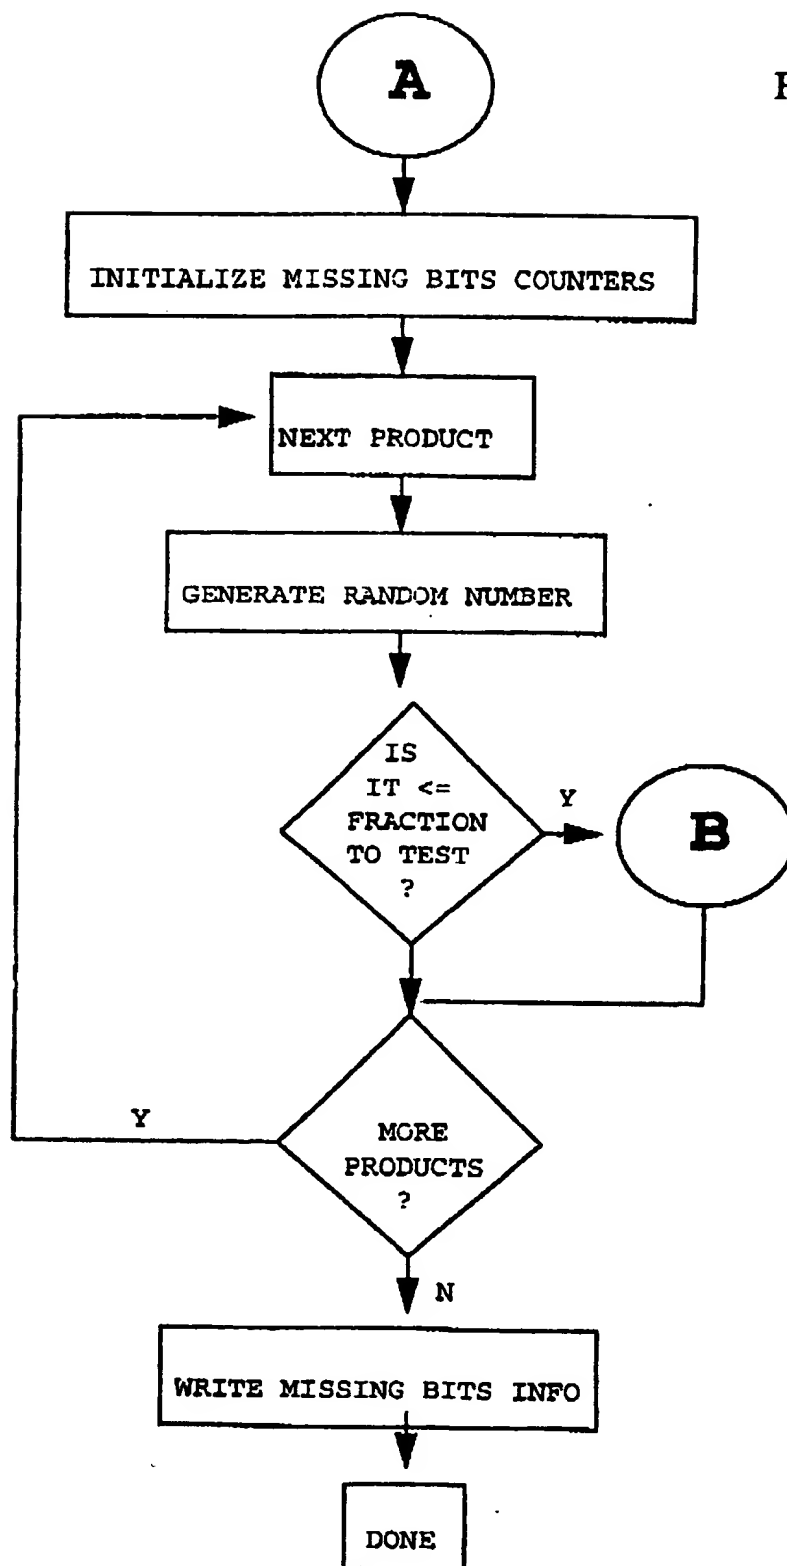 A
INITIALIZE MISSING BITS COUNTERS
NEXT PRODUCT
GENERATE RANDOM NUMBER
IS
IT <=
FRACTION
TO TEST
?
Y
B
Y
MORE
PRODUCTS
?
N
WRITE MISSING BITS INFO
DONE